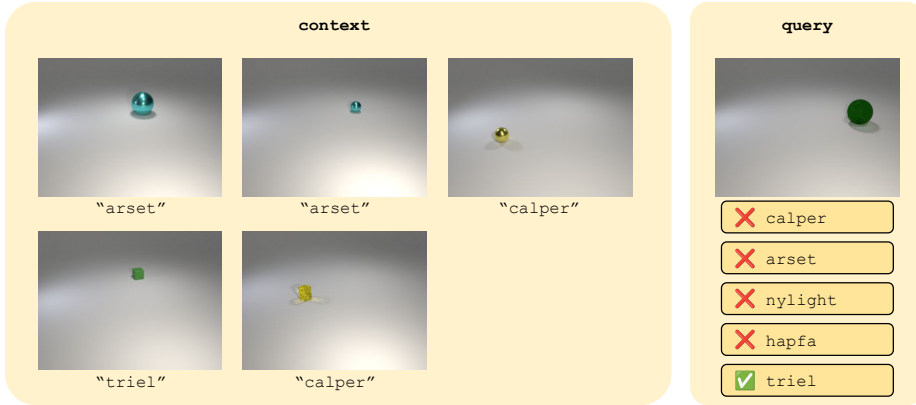 context
query
“arset”
“arset”
“calper”
“triel”
“calper”
calper
arset
nylight
hapfa
triel